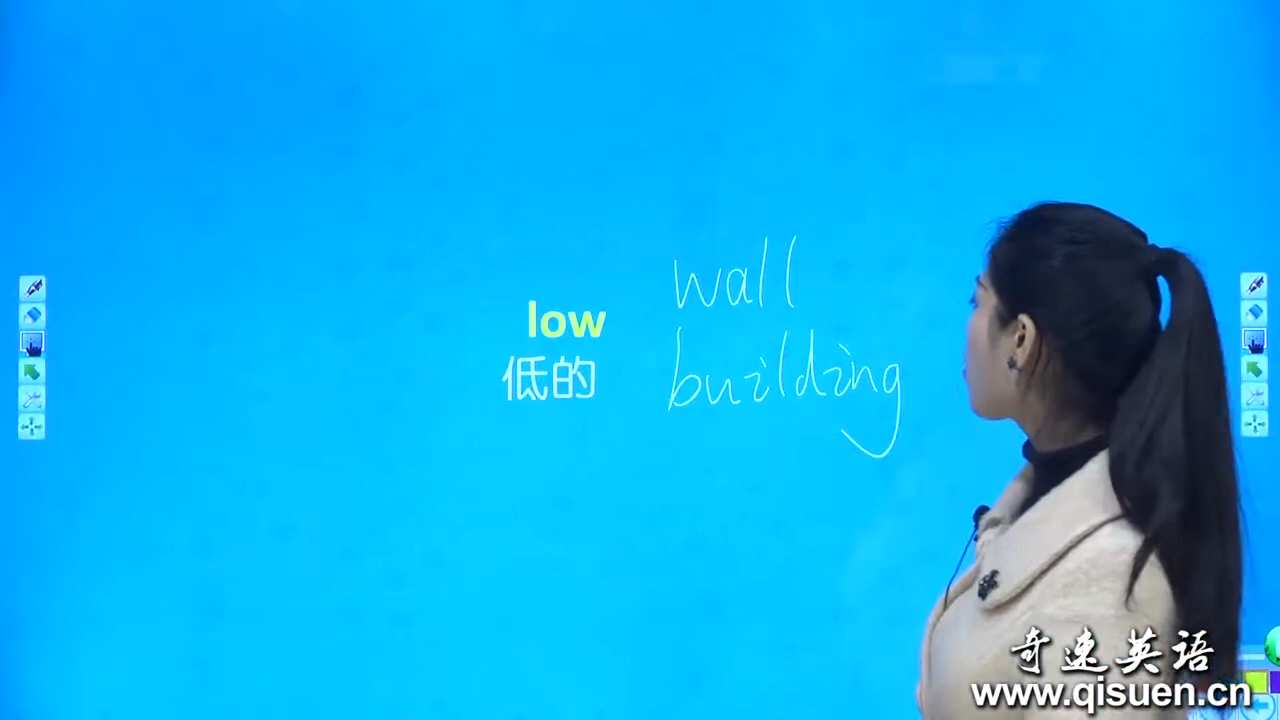 low
低的
wall
building
奇速英语
www.qisuen.cn